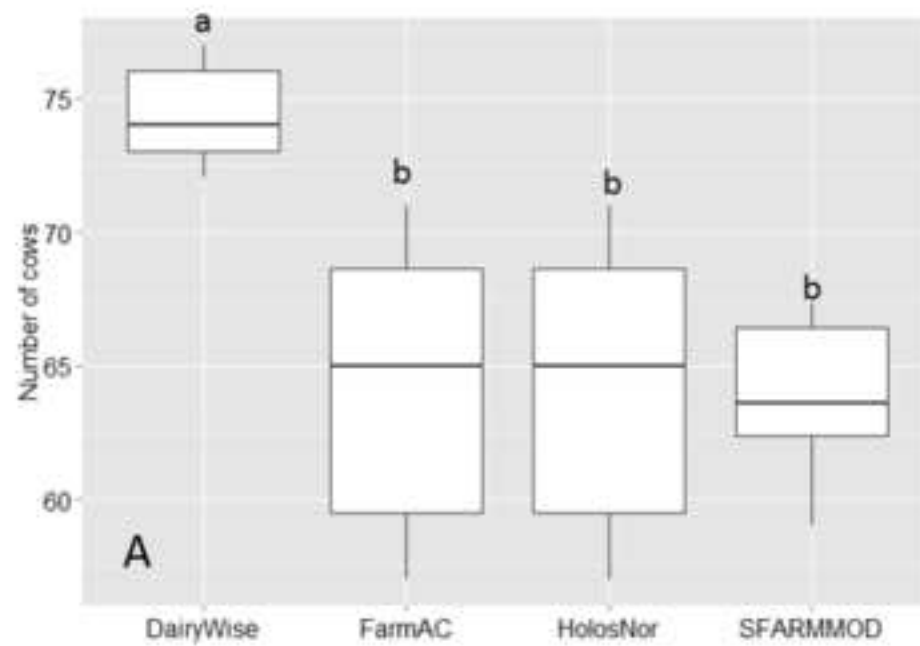 a
75
b
b
70
Number of cows
b
65
60
A
DairyWise FarmAC HolosNor SFARMMOD